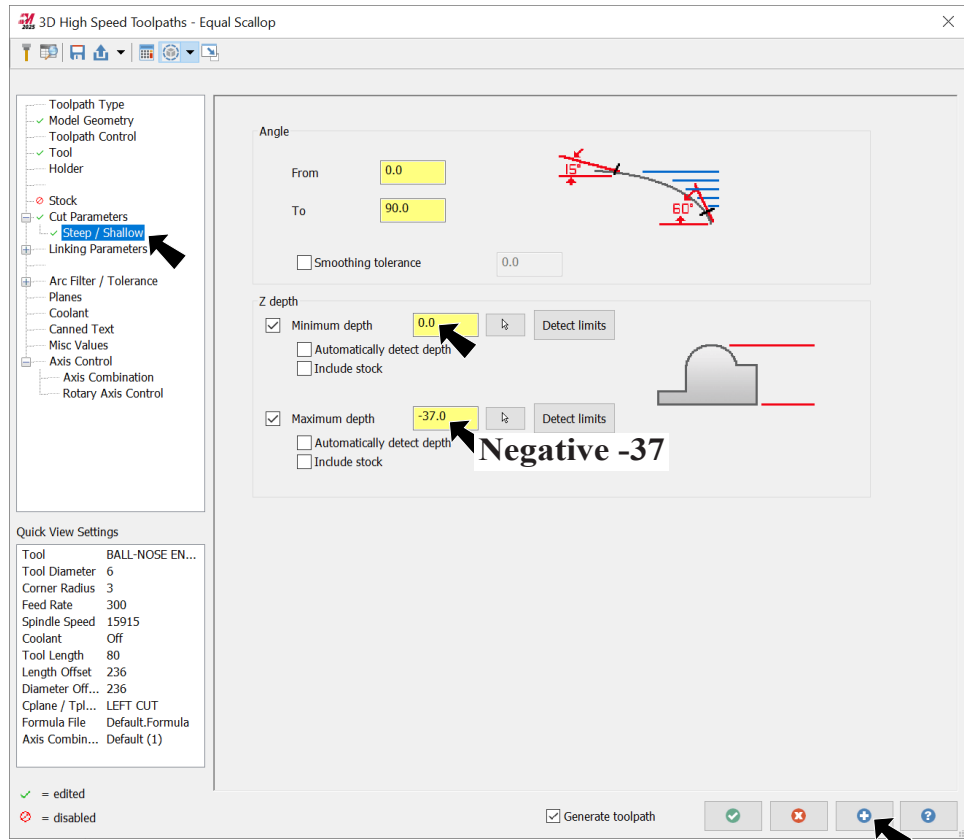 2025 3D High Speed Toolpaths - Equal Scallop
Toolpath Type
Model Geometry
Toolpath Control
Tool
Holder
Stock
Cut Parameters
Steep / Shallow
Linking Parameters
Arc Filter / Tolerance
Planes
Coolant
Canned Text
Misc Values
Axis Control
Axis Combination
Rotary Axis Control
Angle
From 0.0
To 90.0
15°
60°
Smoothing tolerance 0.0
Z depth
Minimum depth 0.0 Detect limits
Automatically detect depth
Include stock
Maximum depth -37.0 Detect limits
Automatically detect depth
Include stock
Negative -37
Quick View Settings
Tool BALL-NOSE EN...
Tool Diameter 6
Corner Radius 3
Feed Rate 300
Spindle Speed 15915
Coolant Off
Tool Length 80
Length Offset 236
Diameter Off... 236
Cplane / Tpl... LEFT CUT
Formula File Default.Formula
Axis Combin... Default (1)
= edited
= disabled
Generate toolpath